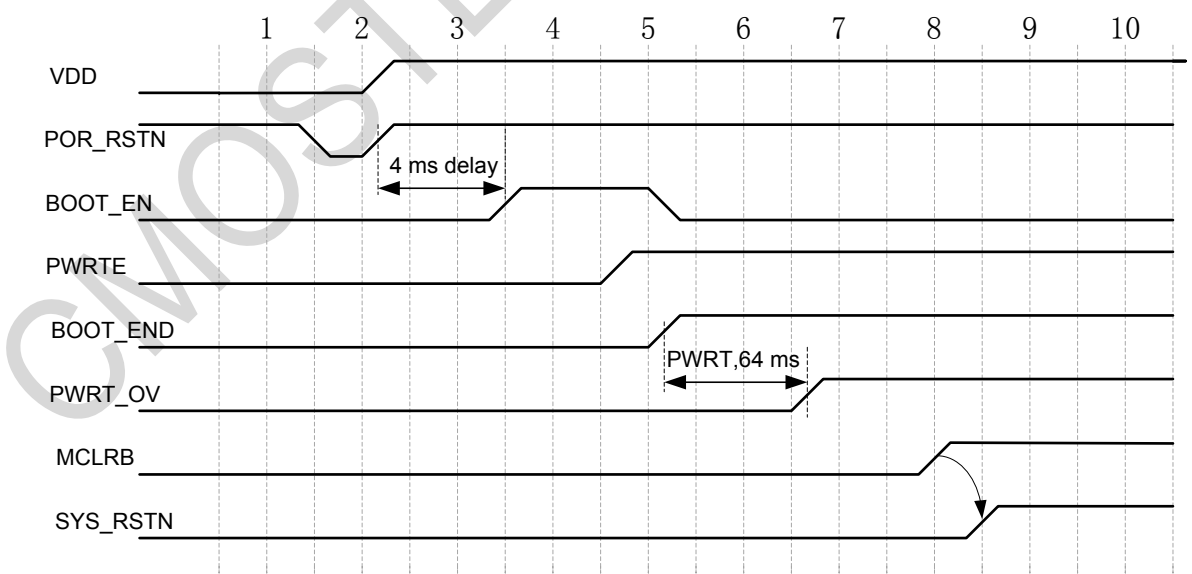 1 2 3 4 5 6 7 8 9 10
VDD
POR_RSTN
4 ms delay
BOOT_EN
PWRTE
BOOT_END
PWRT,64 ms
PWRT_OV
MCLRB
SYS_RSTN